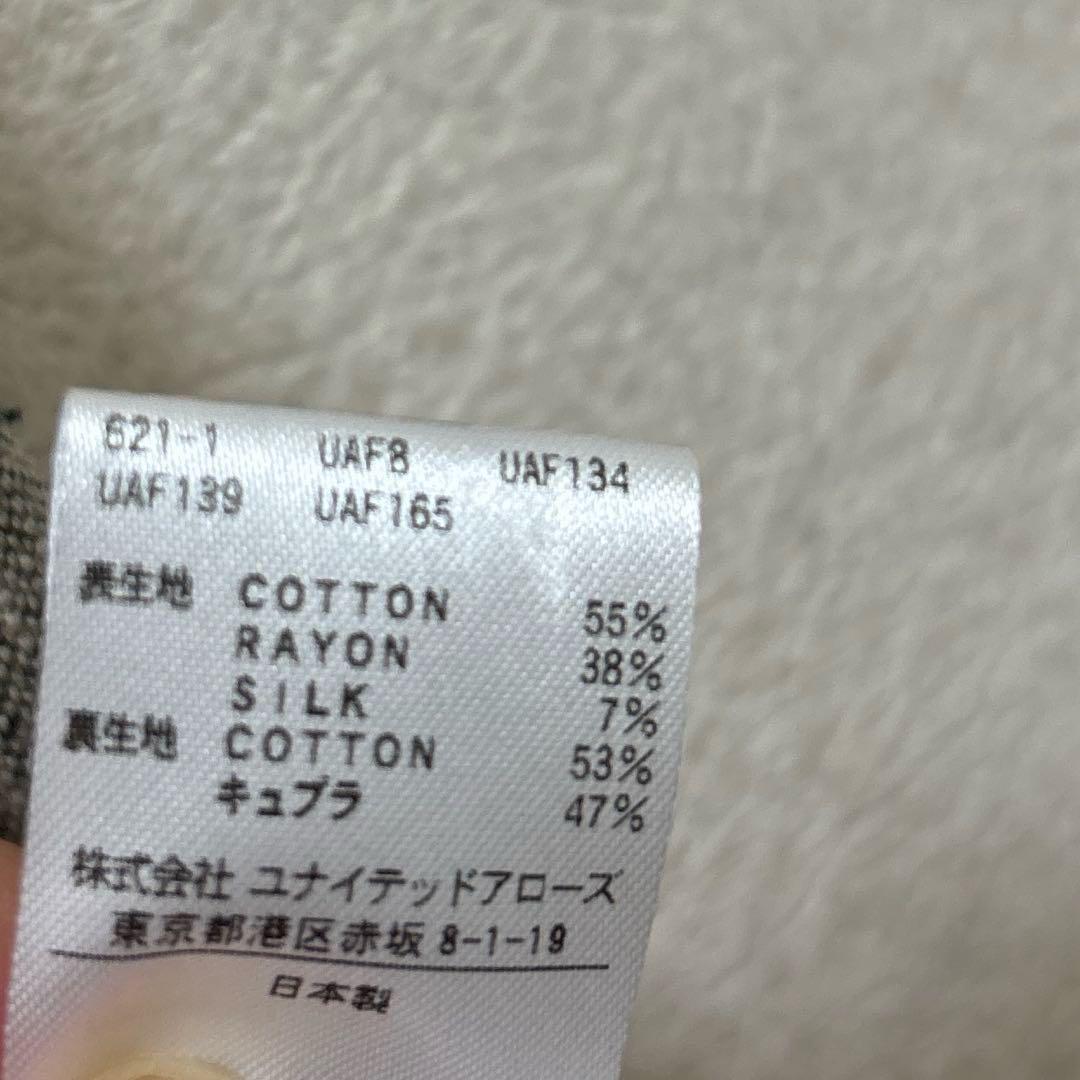 621-1 UAF8 UAF134
UAF139 UAF165
表生地 COTTON 55%
RAYON 38%
SILK 7%
裏生地 COTTON 53%
キュプラ 47%
株式会社 ユナイテッドアローズ
東京都港区赤坂 8-1-19
日本製